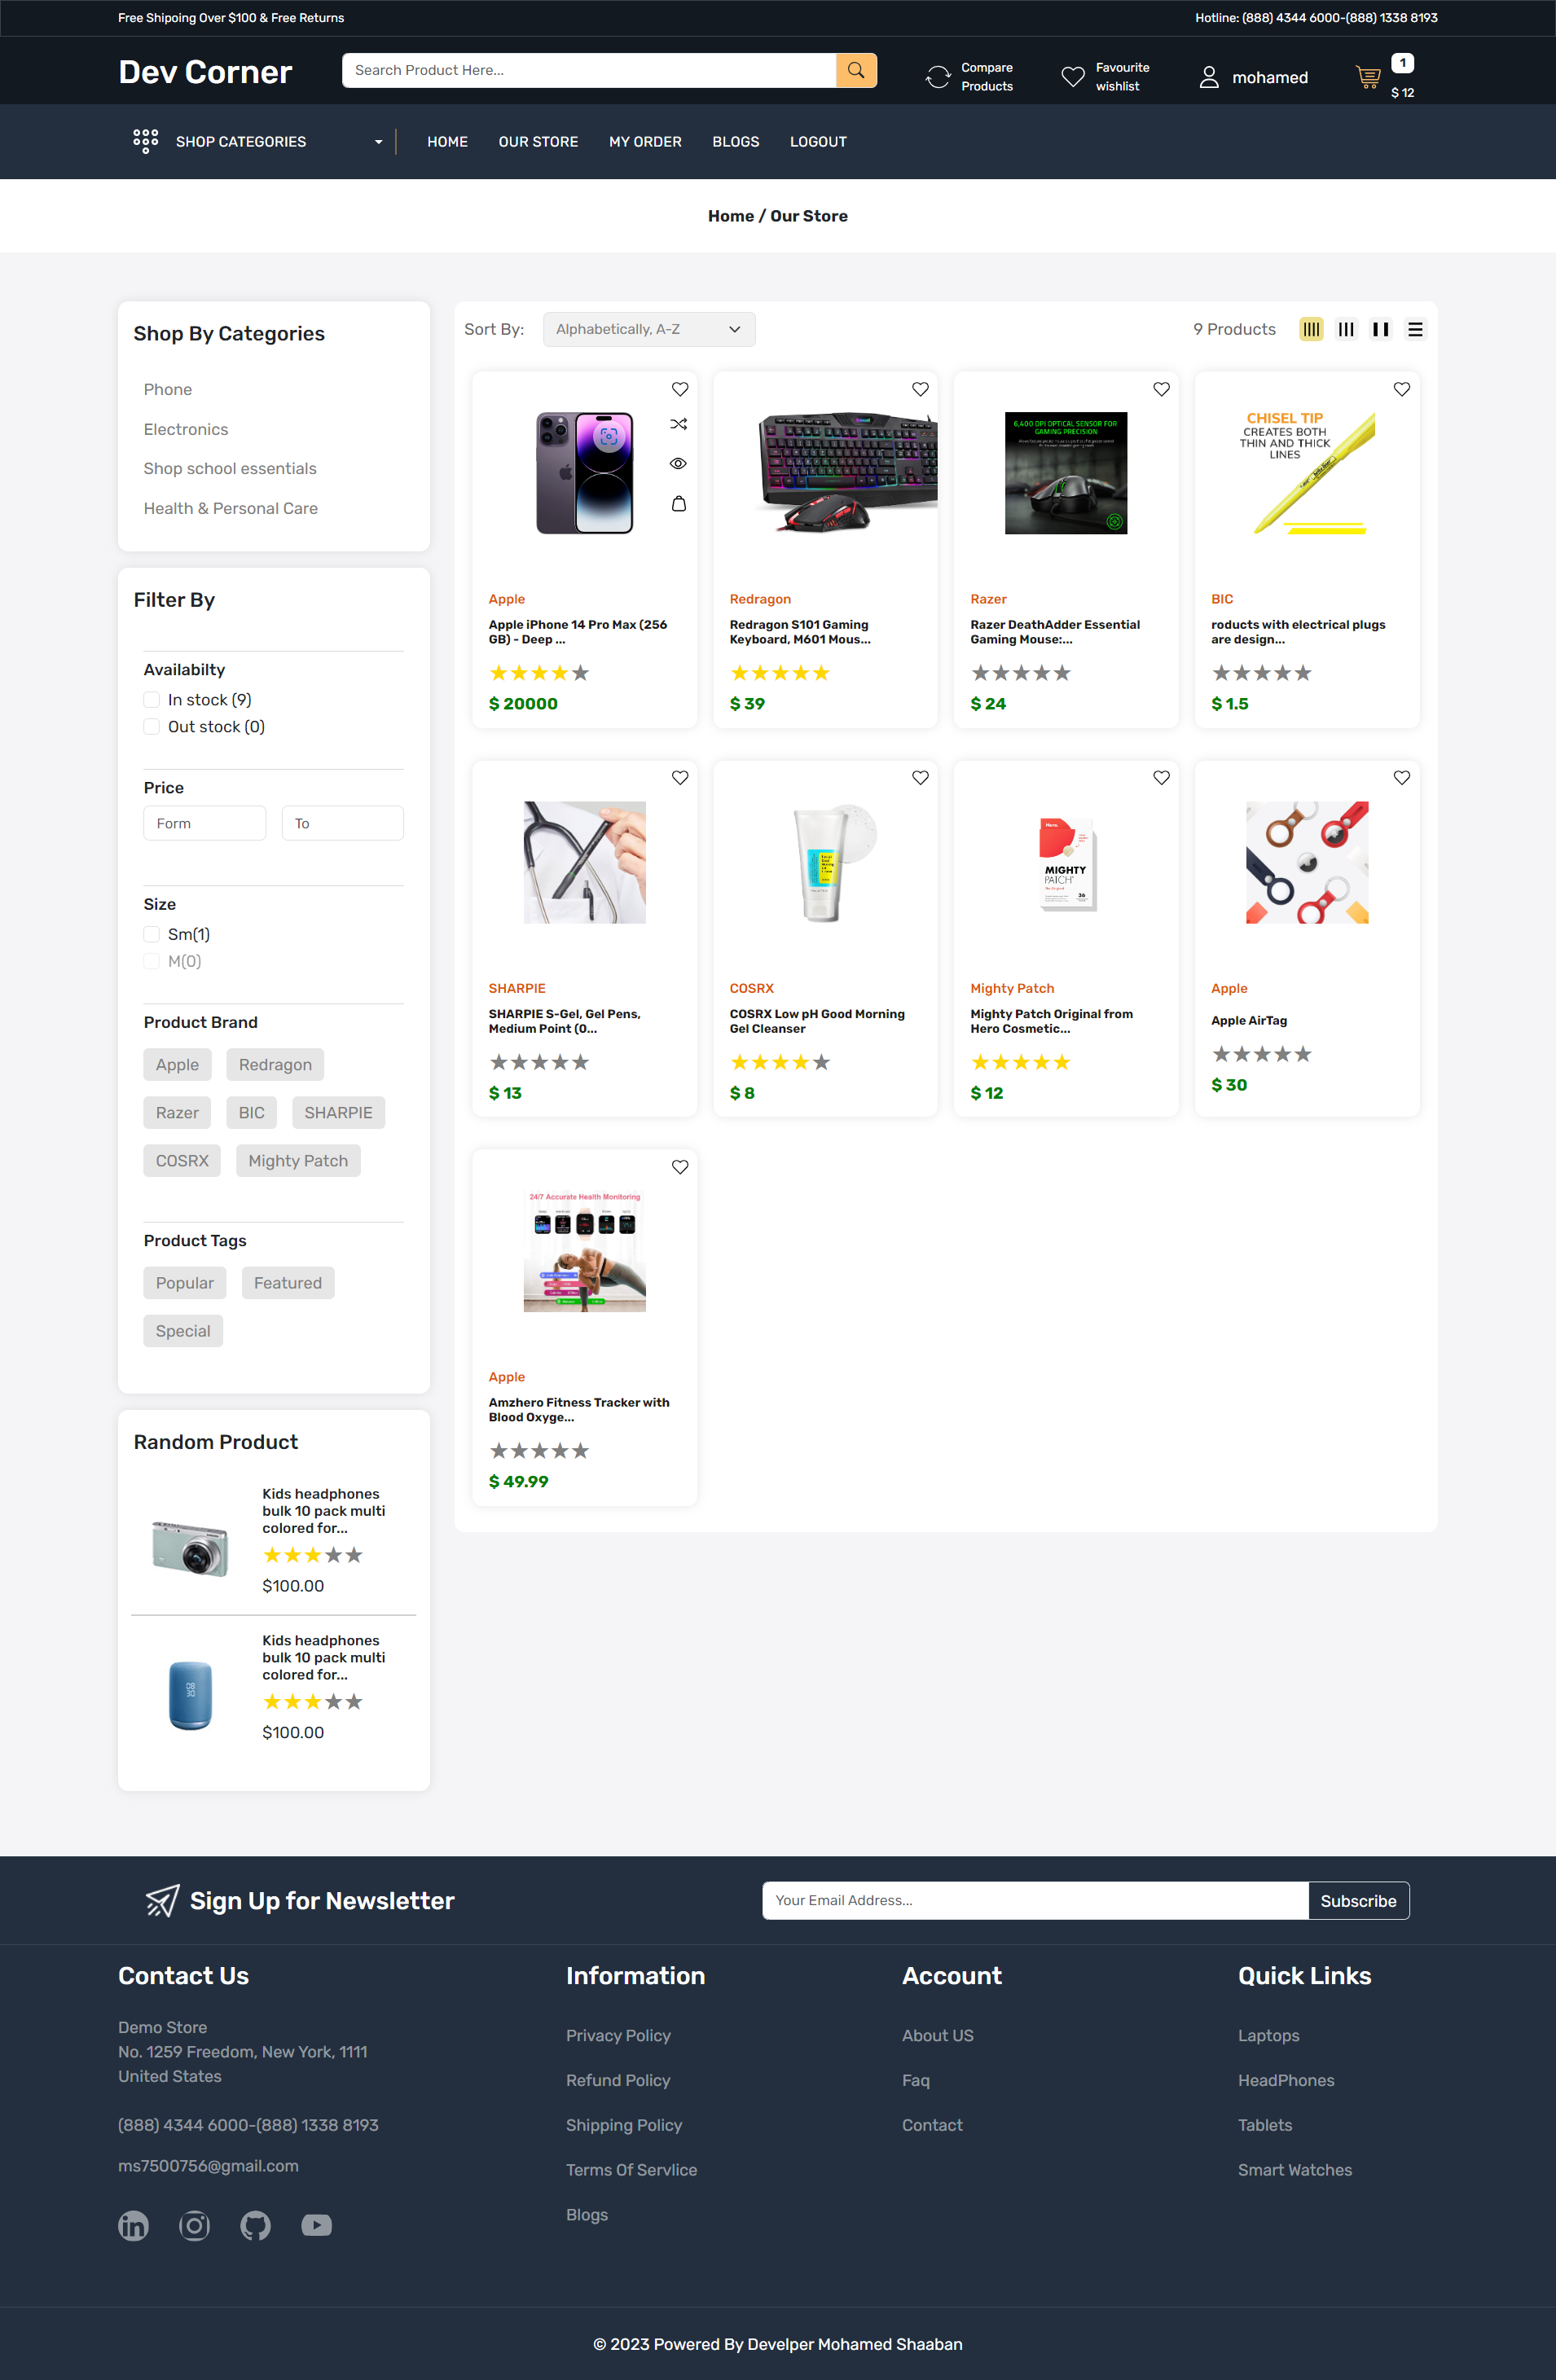 Free Shipoing Over $100 & Free Returns
Hotline: (888) 4344 6000-(888) 1338 8193
Dev Corner
Search Product Here...
Compare
Products
Favourite
wishlist
mohamed
1
$ 12
SHOP CATEGORIES
HOME
OUR STORE
MY ORDER
BLOGS
LOGOUT
Home / Our Store
Shop By Categories
Phone
Electronics
Shop school essentials
Health & Personal Care
Filter By
Availabilty
In stock (9)
Out stock (0)
Price
Form
To
Size
Sm(1)
M(0)
Product Brand
Apple
Redragon
Razer
BIC
SHARPIE
COSRX
Mighty Patch
Product Tags
Popular
Featured
Special
Random Product
Kids headphones
bulk 10 pack multi
colored for...
$100.00
Kids headphones
bulk 10 pack multi
colored for...
$100.00
Sort By:
Alphabetically, A-Z
9 Products
Apple
Apple iPhone 14 Pro Max (256
GB) - Deep ...
$ 20000
Redragon
Redragon S101 Gaming
Keyboard, M601 Mous...
$ 39
6,400 DPI OPTICAL SENSOR FOR
GAMING PRECISION
Razer
Razer DeathAdder Essential
Gaming Mouse:...
$ 24
CHISEL TIP
CREATES BOTH
THIN AND THICK
LINES
BIC
roducts with electrical plugs
are design...
$ 1.5
SHARPIE
SHARPIE S-Gel, Gel Pens,
Medium Point (0...
$ 13
COSRX
COSRX Low pH Good Morning
Gel Cleanser
$ 8
Hero.
MIGHTY
PATCH
36
Mighty Patch
Mighty Patch Original from
Hero Cosmetic...
$ 12
Apple
Apple AirTag
$ 30
24/7 Accurate Health Monitoring
Apple
Amzhero Fitness Tracker with
Blood Oxyge...
$ 49.99
Sign Up for Newsletter
Your Email Address...
Subscribe
Contact Us
Demo Store
No. 1259 Freedom, New York, 1111
United States
(888) 4344 6000-(888) 1338 8193
ms7500756@gmail.com
Information
Privacy Policy
Refund Policy
Shipping Policy
Terms Of Servlice
Blogs
Account
About US
Faq
Contact
Quick Links
Laptops
HeadPhones
Tablets
Smart Watches
© 2023 Powered By Develper Mohamed Shaaban